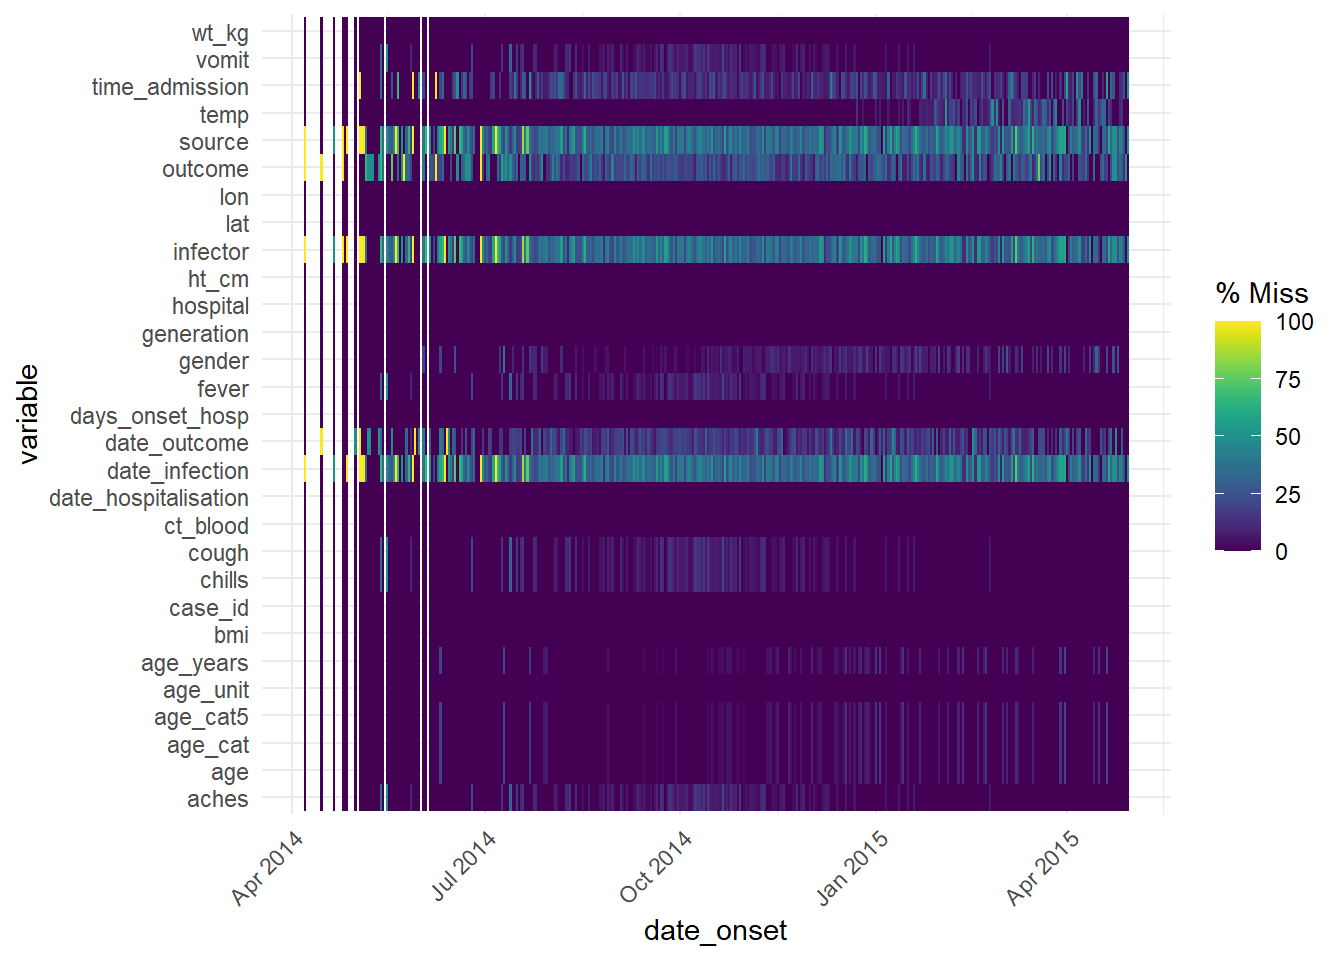 variable
wt_kg
vomit
time_admission
temp
source
outcome
lon
lat
infector
ht_cm
hospital
generation
gender
fever
days_onset_hosp
date_outcome
date_infection
date_hospitalisation
ct_blood
cough
chills
case_id
bmi
age_years
age_unit
age_cat5
age_cat
age
aches
Apr 2014
Jul 2014
Oct 2014
Jan 2015
Apr 2015
date_onset
% Miss
100
75
50
25
0